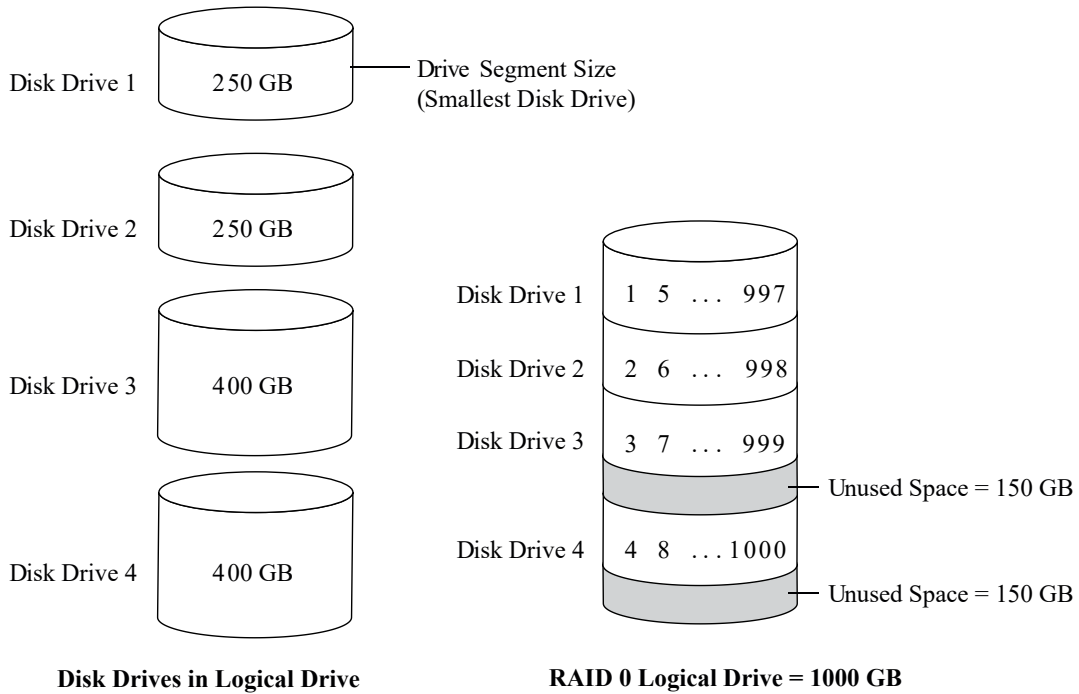 Disk Drive 1
250 GB
Drive Segment Size
(Smallest Disk Drive)
Disk Drive 2
250 GB
Disk Drive 3
400 GB
Disk Drive 4
400 GB
Disk Drives in Logical Drive
Disk Drive 1
1 5 ... 997
Disk Drive 2
2 6 ... 998
Disk Drive 3
3 7 ... 999
Unused Space = 150 GB
Disk Drive 4
4 8 ... 1000
Unused Space = 150 GB
RAID 0 Logical Drive = 1000 GB